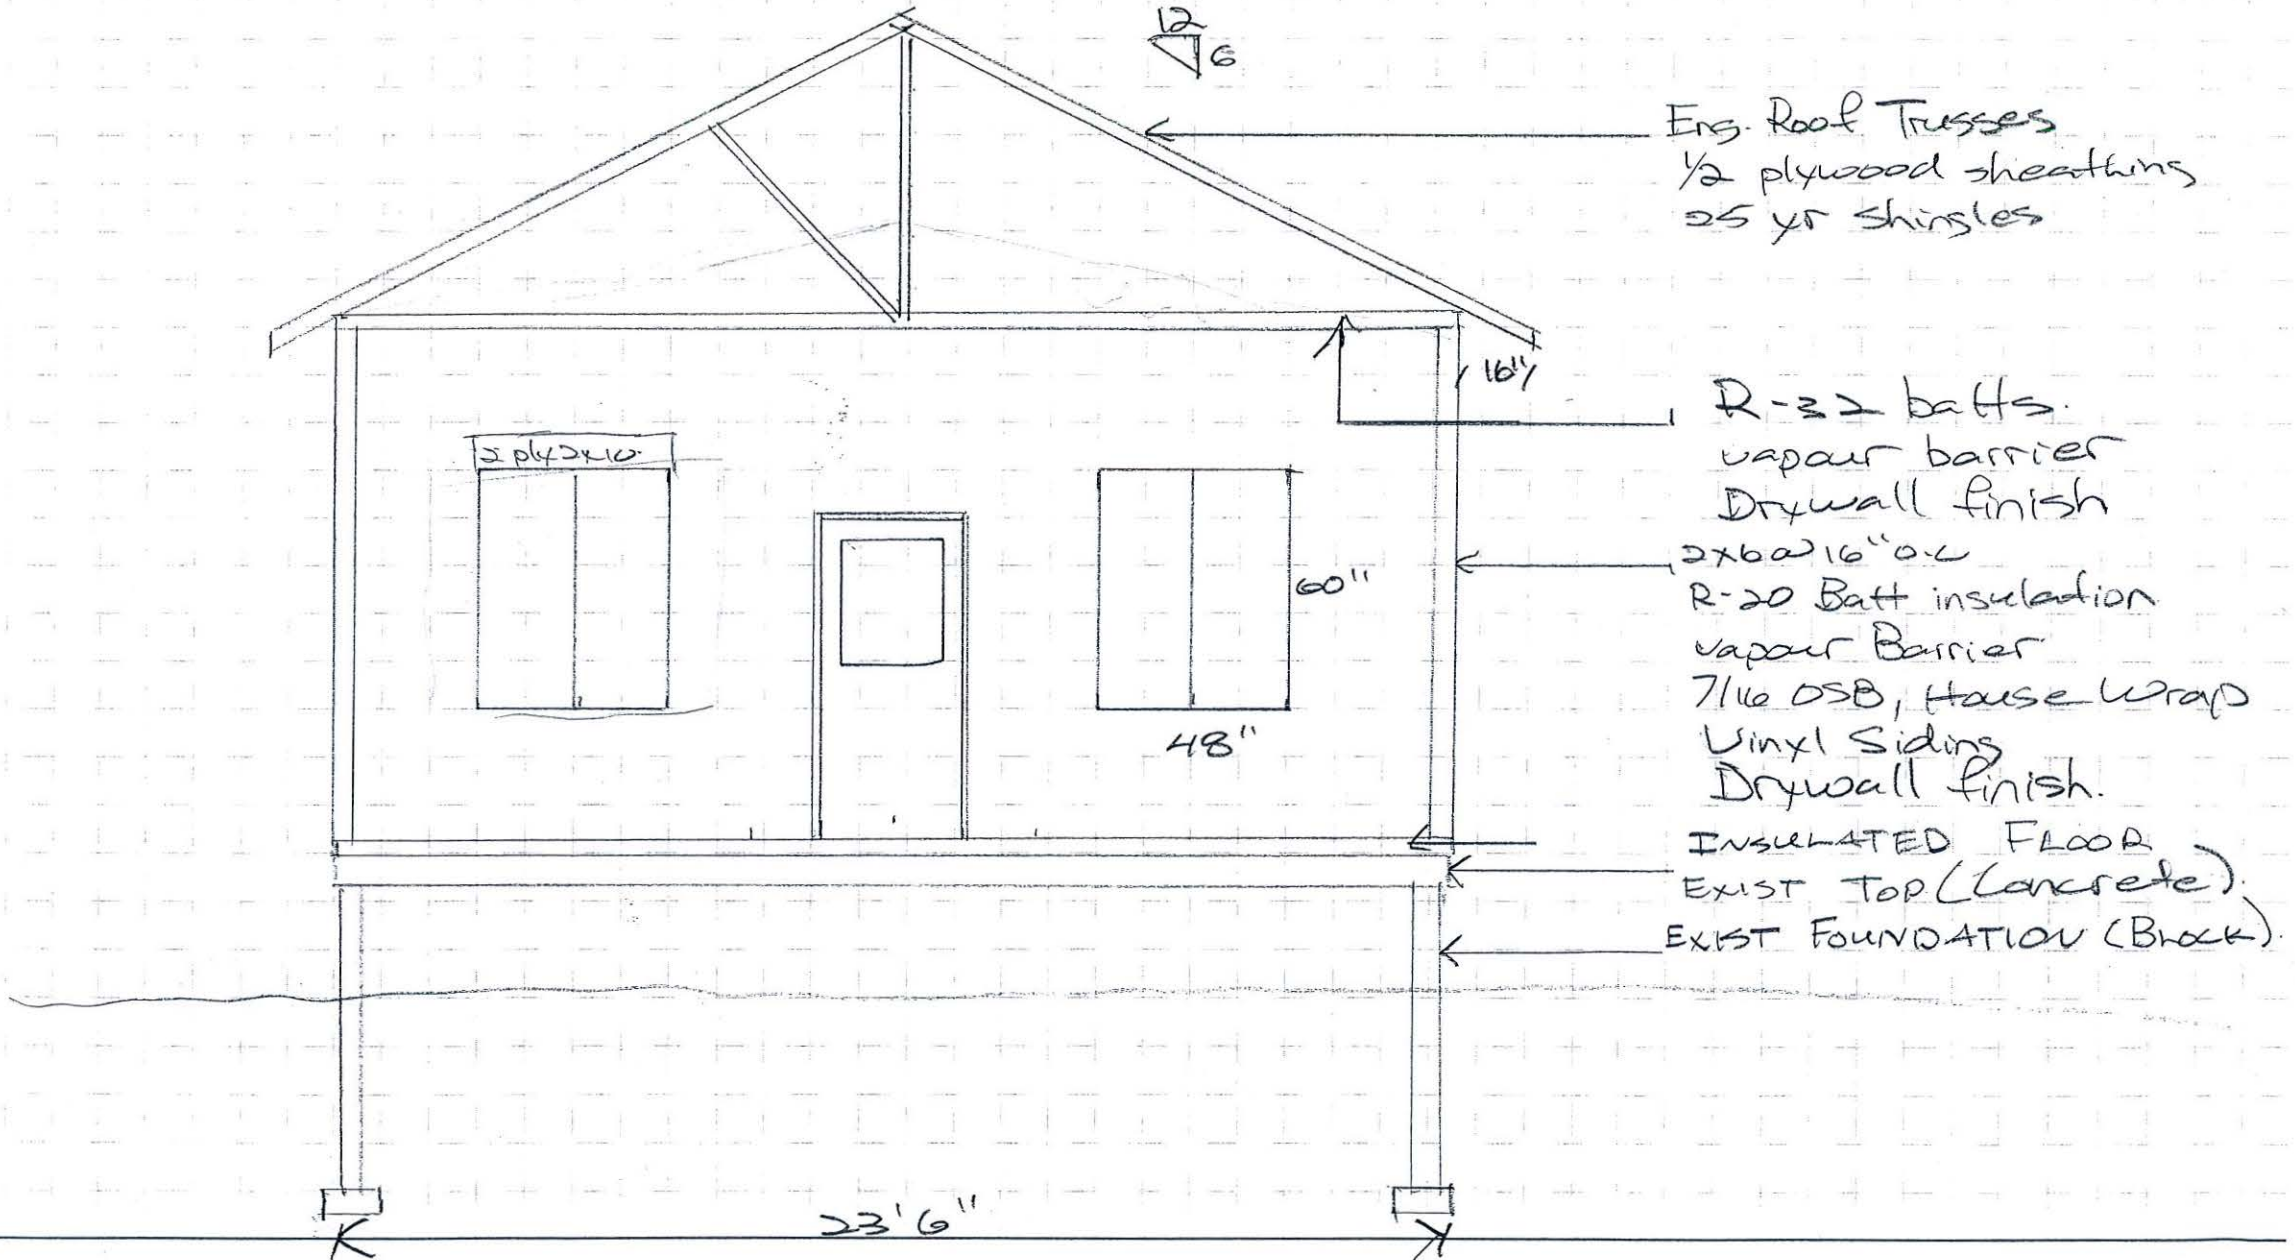 12
6
Eng. Roof Trusses
1/2 plywood sheathing
25 yr shingles
16"
R-32 batts.
vapour barrier
Drywall finish
2 ply 2x10.
2x6 @ 16" o.c
R-20 Batt insulation
vapour Barrier
60"
7/16 OSB, House Wrap
Vinyl Siding
48"
Drywall finish.
INSULATED FLOOR
EXIST TOP (Concrete).
EXIST FOUNDATION (BLOCK).
23'6"